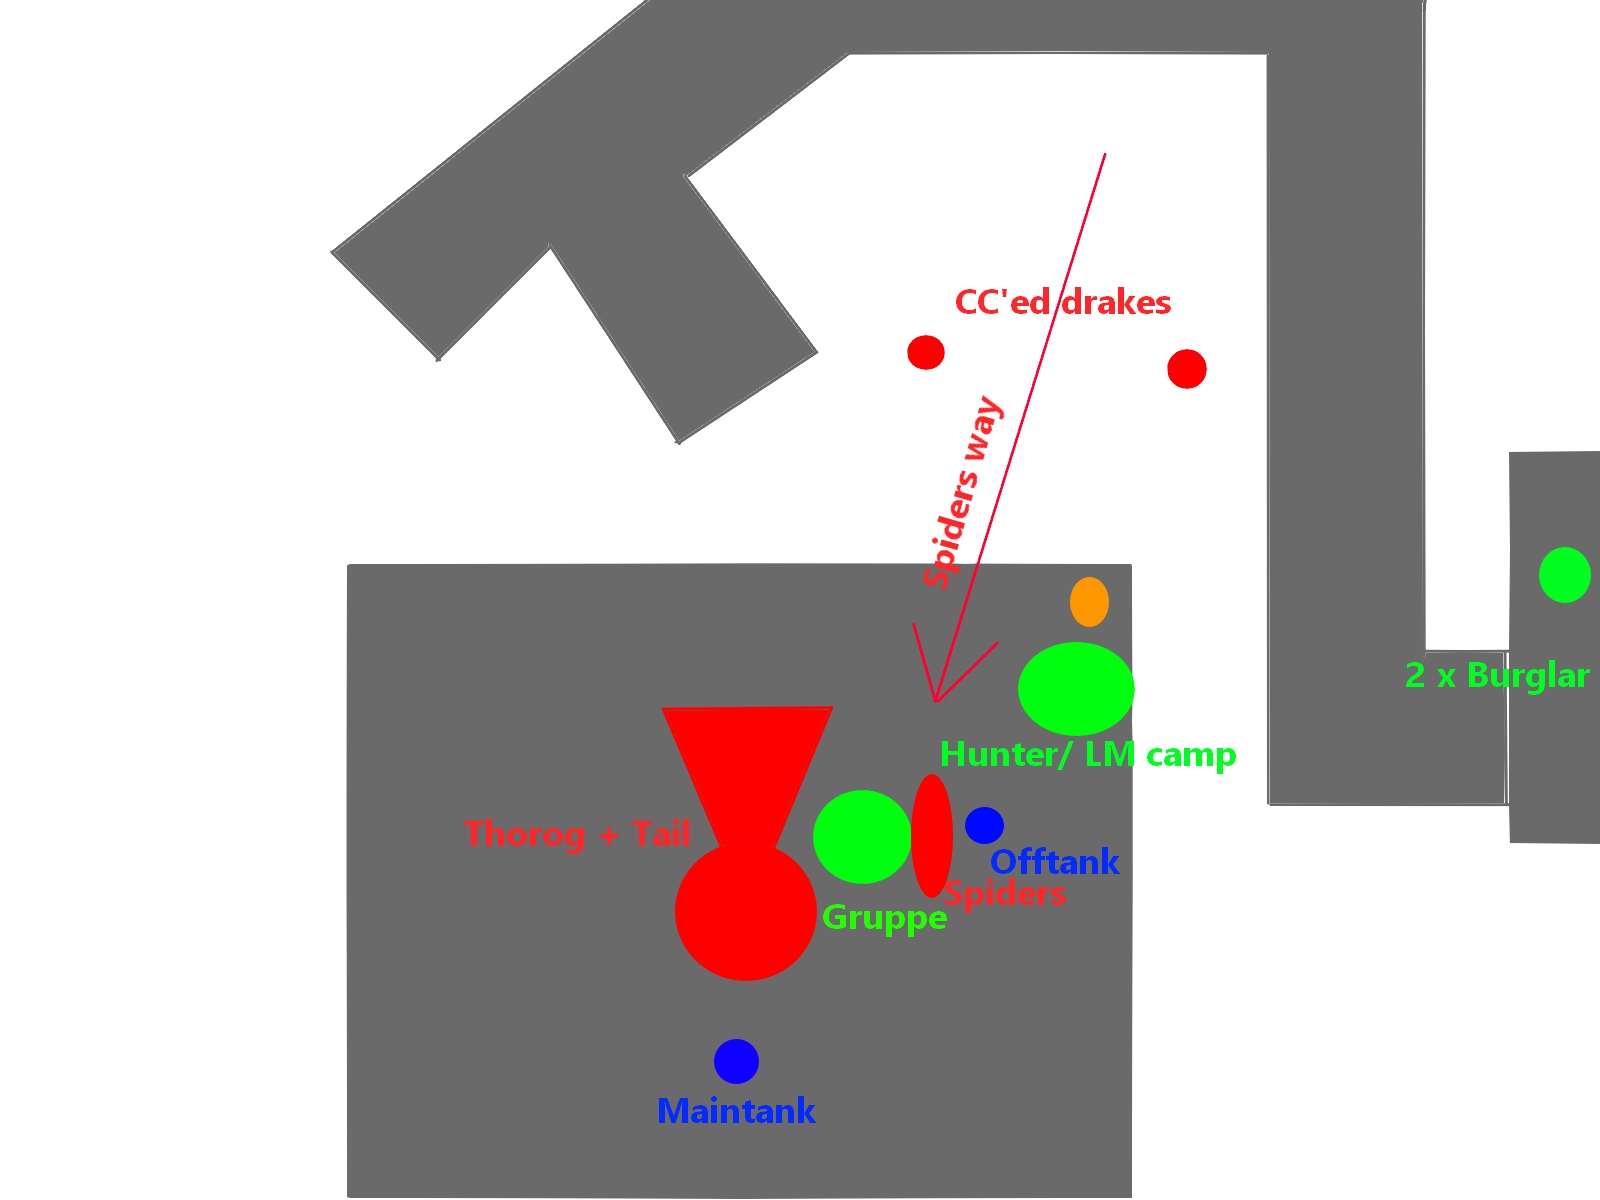 CC'ed drakes
Spiders way
2 x Burglar
Hunter/ LM camp
Thorog + Tail
Offtank
Spiders
Gruppe
Maintank